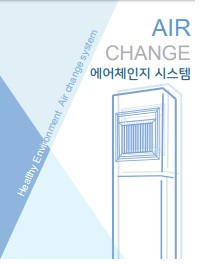 AIR
CHANGE
에어체인지 시스템
Healthy Environment Air change system